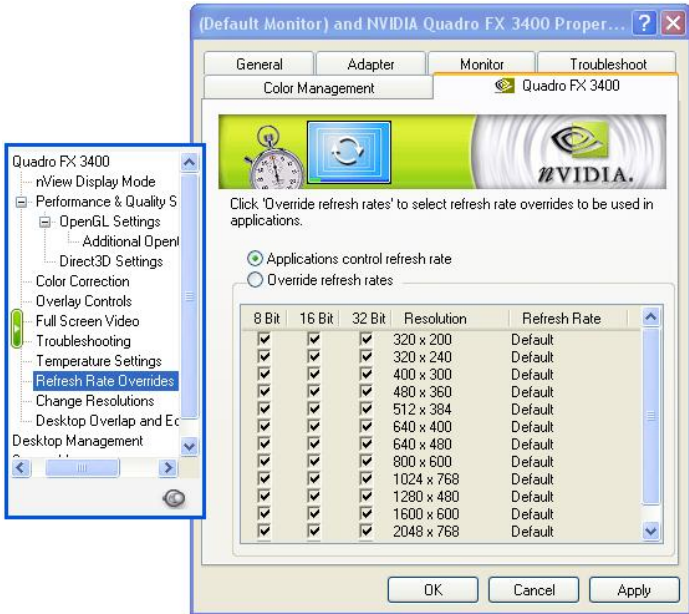 (Default Monitor) and NVIDIA Quadro FX 3400 Proper...
General Adapter Monitor Troubleshoot
Color Management Quadro FX 3400
nVIDIA.
Click 'Override refresh rates' to select refresh rate overrides to be used in
applications.
Applications control refresh rate
Override refresh rates
8 Bit 16 Bit 32 Bit Resolution Refresh Rate
320 x 200 Default
320 x 240 Default
400 x 300 Default
480 x 360 Default
512 x 384 Default
640 x 400 Default
640 x 480 Default
800 x 600 Default
1024 x 768 Default
1280 x 480 Default
1600 x 600 Default
2048 x 768 Default
OK Cancel Apply
Quadro FX 3400
nView Display Mode
Performance & Quality S
OpenGL Settings
Additional Open
Direct3D Settings
Color Correction
Overlay Controls
Full Screen Video
Troubleshooting
Temperature Settings
Refresh Rate Overrides
Change Resolutions
Desktop Overlap and Ed
Desktop Management